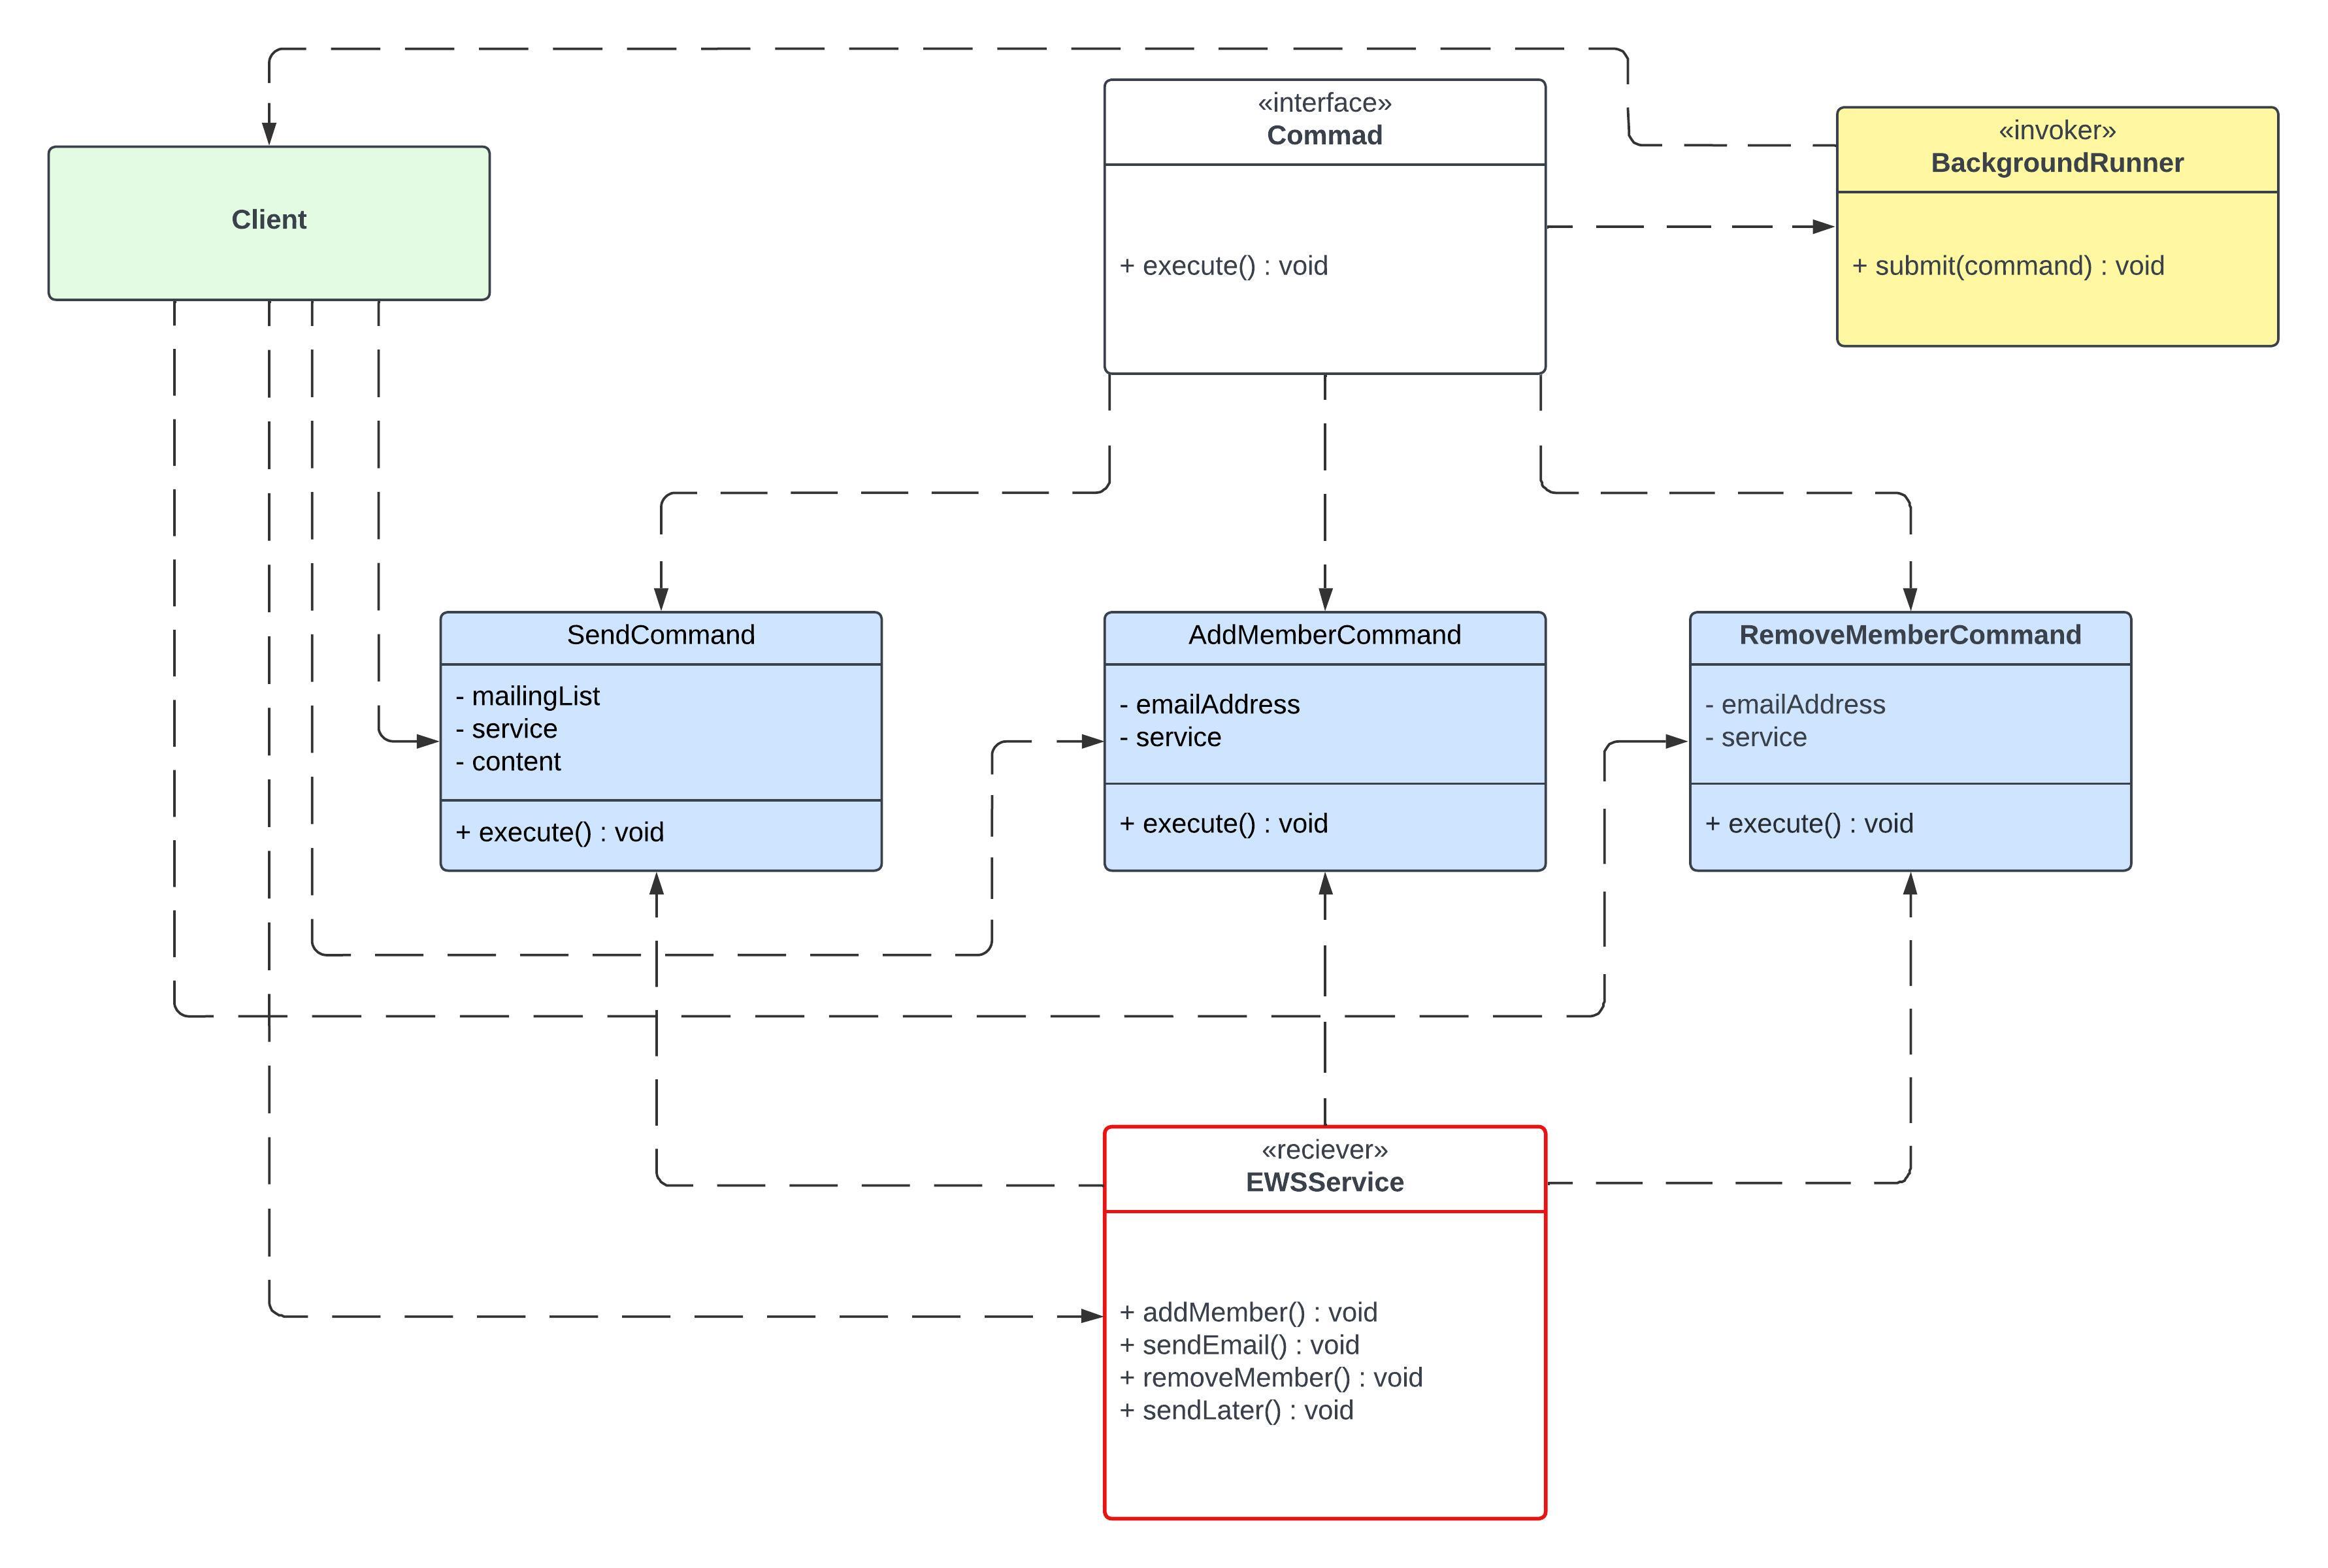 «interface»
Commad
+ execute() : void
«invoker»
BackgroundRunner
+ submit(command) : void
Client
SendCommand
- mailingList
- service
- content
+ execute() : void
AddMemberCommand
- emailAddress
- service
+ execute() : void
RemoveMemberCommand
- emailAddress
- service
+ execute() : void
«reciever»
EWSService
+ addMember() : void
+ sendEmail() : void
+ removeMember() : void
+ sendLater() : void